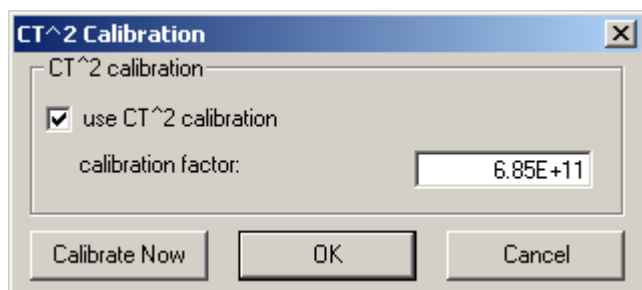 CT^2 Calibration
CT^2 calibration
use CT^2 calibration
calibration factor: 6.85E+11
Calibrate Now OK Cancel